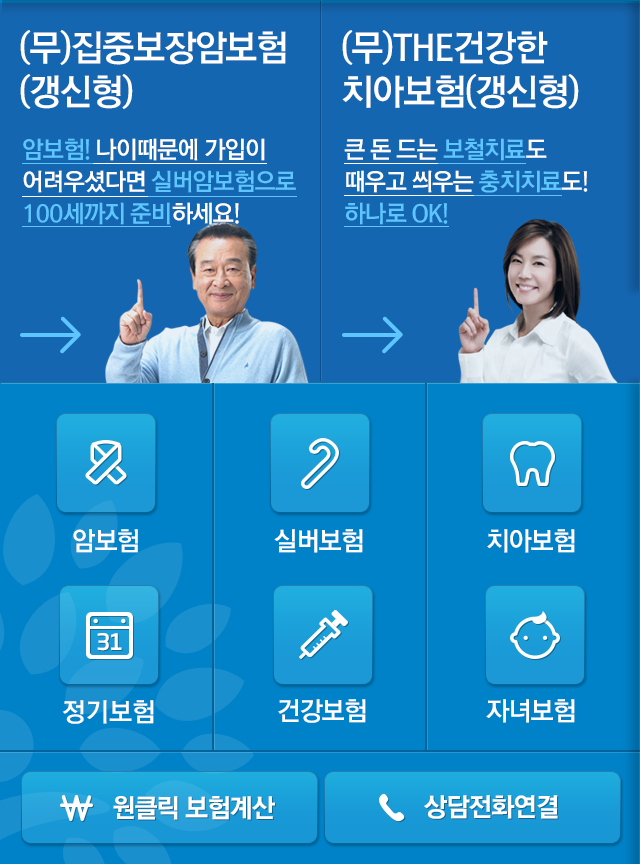 (무)집중보장암보험
(갱신형)
암보험! 나이때문에 가입이
어려우셨다면 실버암보험으로
100세까지 준비하세요!
(무)THE건강한
치아보험(갱신형)
큰 돈 드는 보철치료도
때우고 씌우는 충치치료도!
하나로 OK!
암보험
실버보험
치아보험
31
정기보험
건강보험
자녀보험
₩ 원클릭 보험계산
상담전화연결